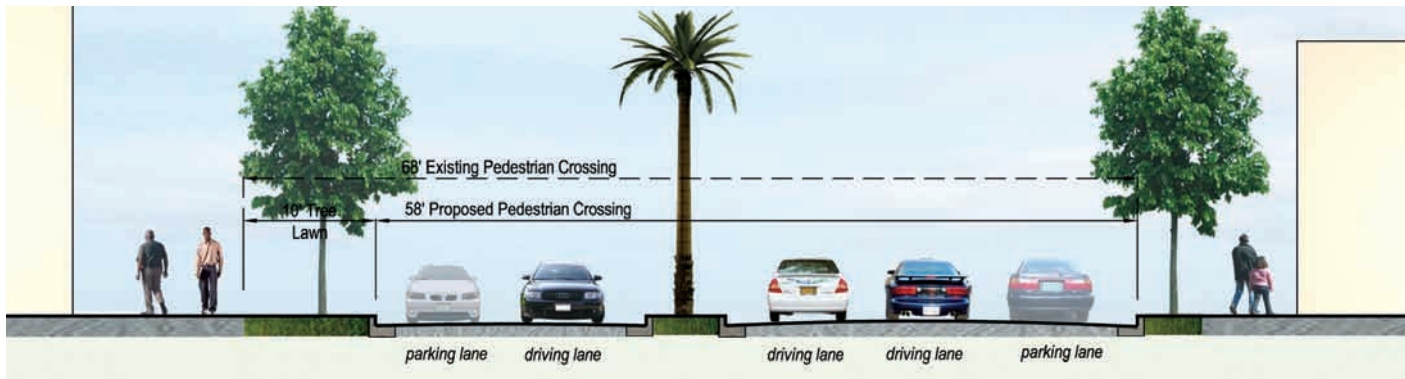 68' Existing Pedestrian Crossing
10' Tree
Lawn
58' Proposed Pedestrian Crossing
parking lane
driving lane
driving lane
driving lane
parking lane